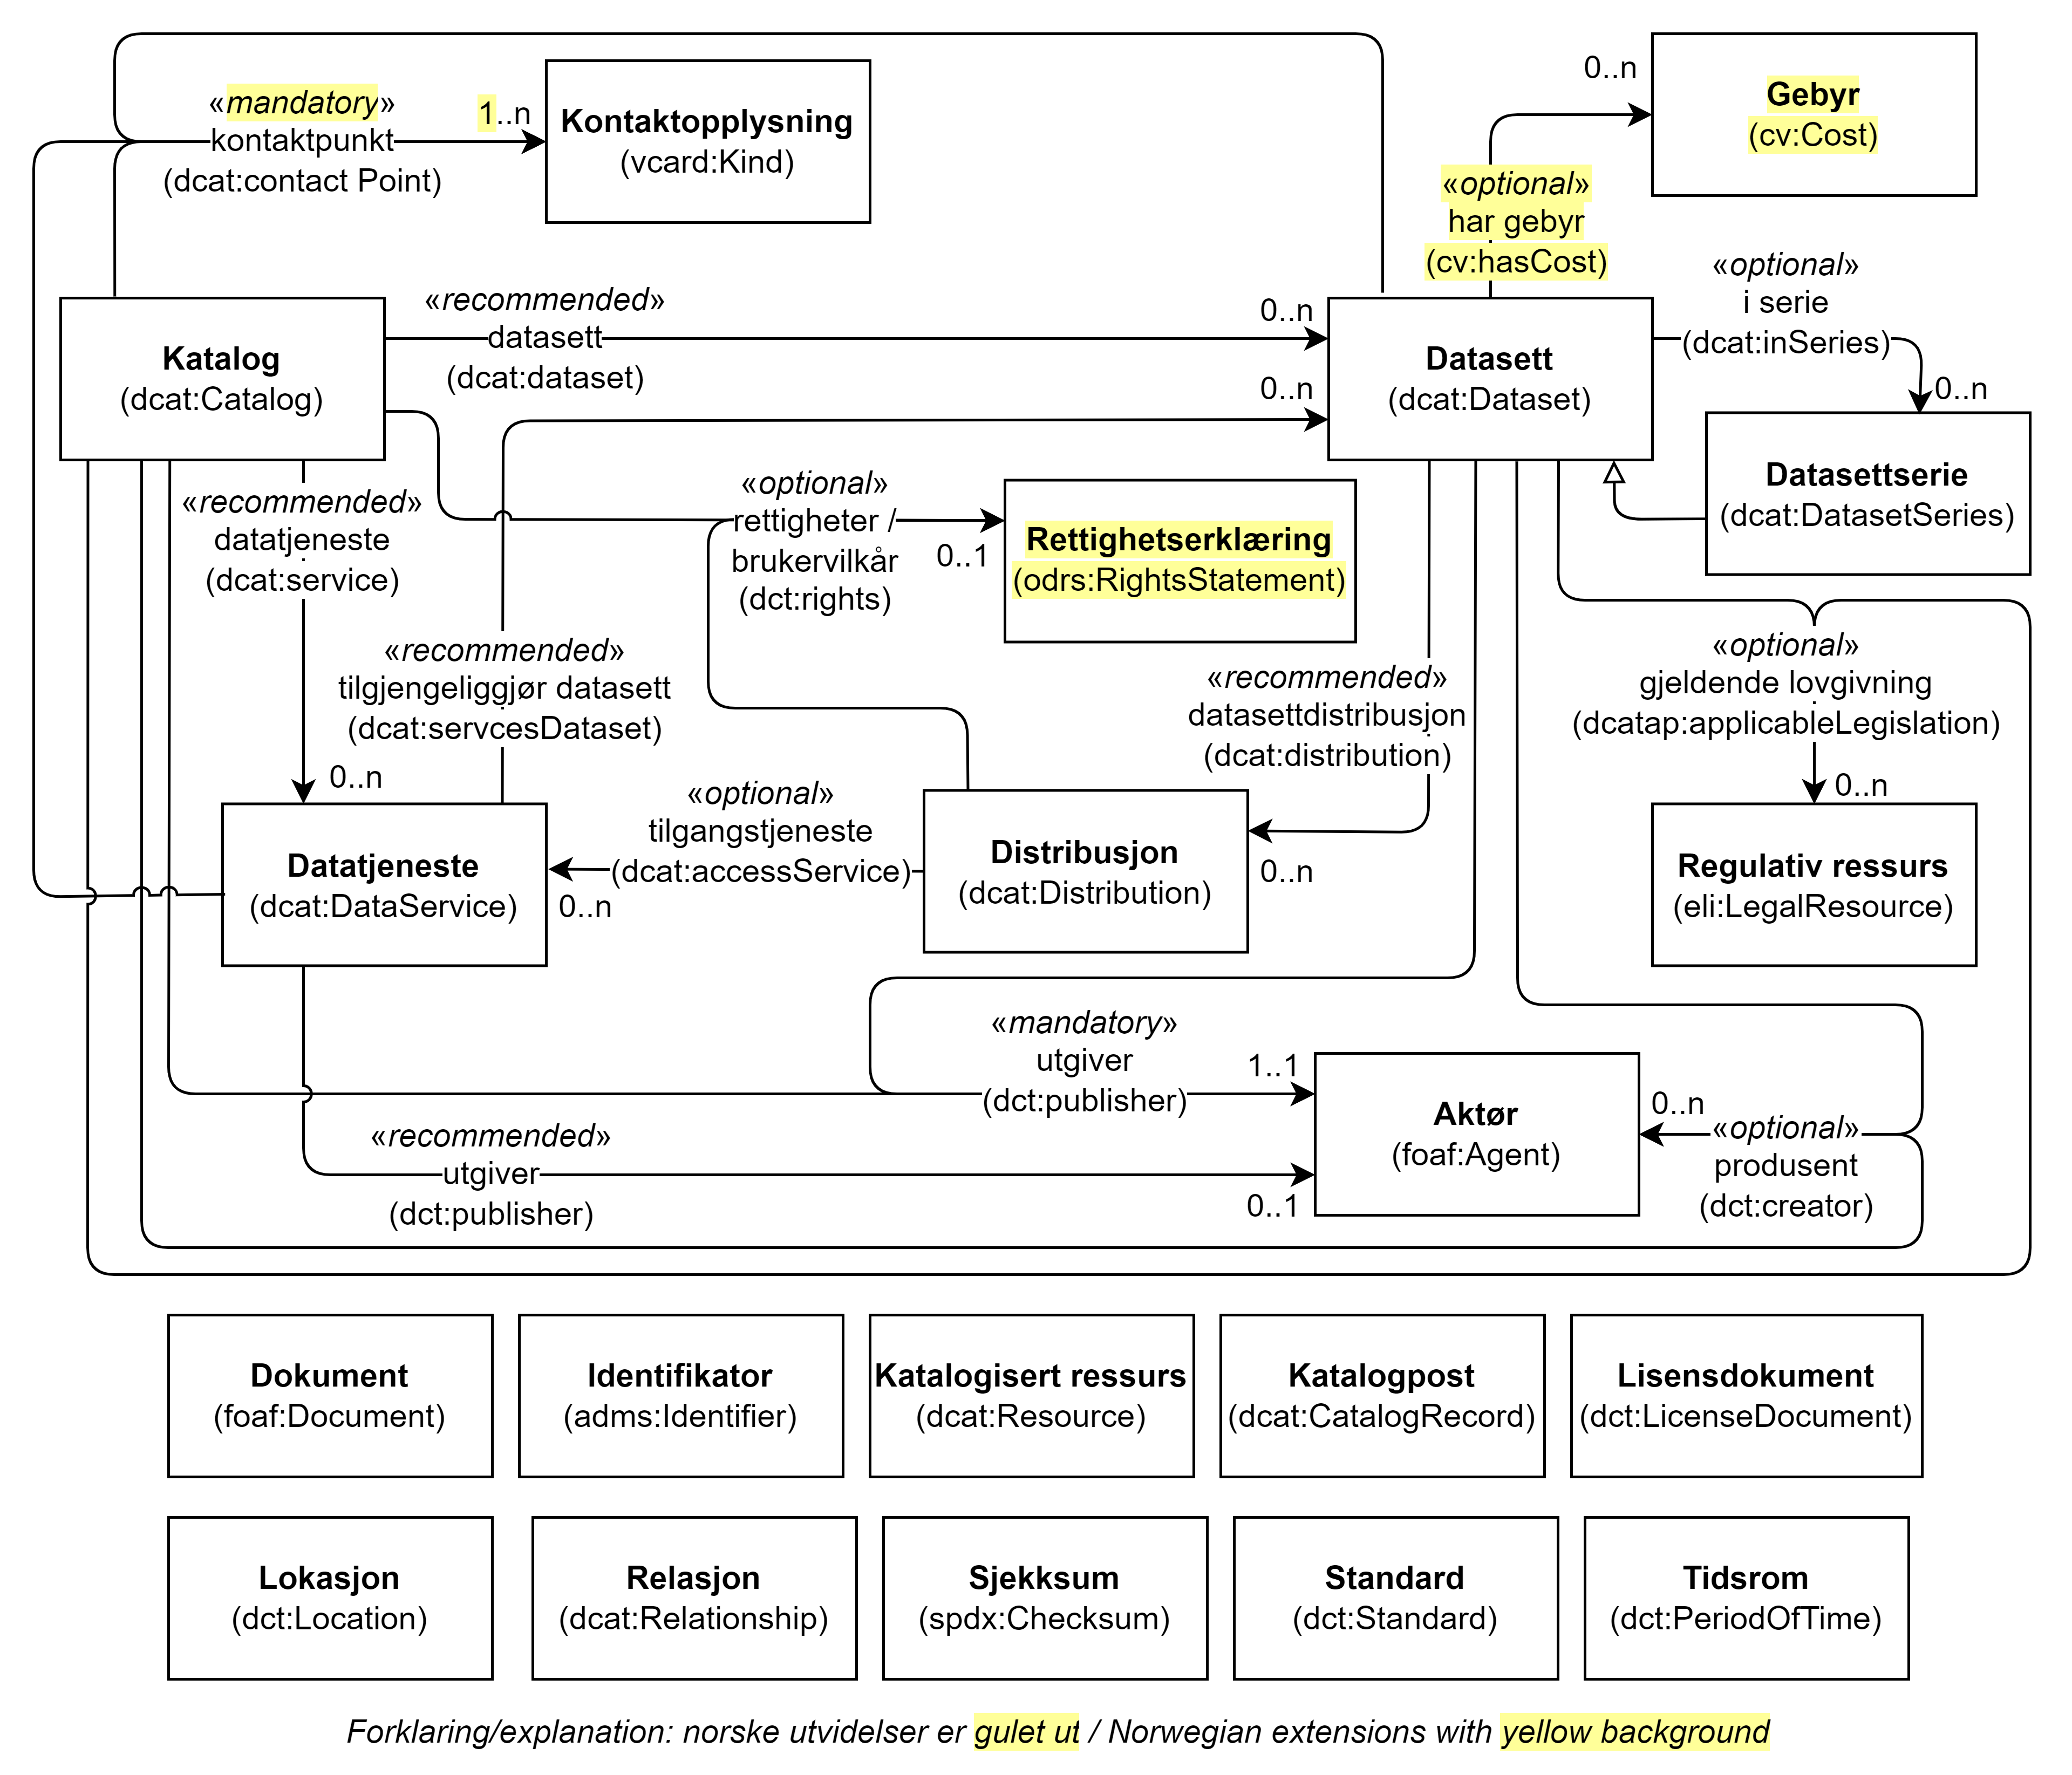 «mandatory»
kontaktpunkt
(dcat:contact Point)
1..n
Kontaktopplysning
(vcard:Kind)
0..n
Gebyr
(cv:Cost)
«optional»
har gebyr
(cv:hasCost)
«optional»
i serie
(dcat:inSeries)
0..n
Katalog
(dcat:Catalog)
«recommended»
datasett
(dcat:dataset)
0..n
0..n
Datasett
(dcat:Dataset)
Datasettserie
(dcat:DatasetSeries)
«recommended»
datatjeneste
(dcat:service)
0..n
«optional»
rettigheter /
brukervilkår
(dct:rights)
0..1
Rettighetserklæring
(odrs:RightsStatement)
«recommended»
tilgjengeliggjør datasett
(dcat:servcesDataset)
«recommended»
datasettdistribusjon
(dcat:distribution)
0..n
«optional»
gjeldende lovgivning
(dcatap:applicableLegislation)
0..n
Datatjeneste
(dcat:DataService)
«optional»
tilgangstjeneste
(dcat:accessService)
0..n
Distribusjon
(dcat:Distribution)
Regulativ ressurs
(eli:LegalResource)
«mandatory»
utgiver
(dct:publisher)
1..1
«recommended»
utgiver
(dct:publisher)
0..1
Aktør
(foaf:Agent)
0..n
«optional»
produsent
(dct:creator)
Dokument
(foaf:Document)
Identifikator
(adms:Identifier)
Katalogisert ressurs
(dcat:Resource)
Katalogpost
(dcat:CatalogRecord)
Lisensdokument
(dct:LicenseDocument)
Lokasjon
(dct:Location)
Relasjon
(dcat:Relationship)
Sjekksum
(spdx:Checksum)
Standard
(dct:Standard)
Tidsrom
(dct:PeriodOfTime)
Forklaring/explanation: norske utvidelser er gulet ut / Norwegian extensions with yellow background